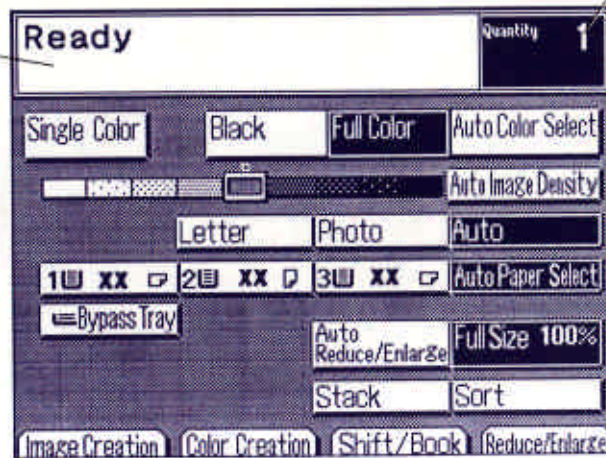 Ready
Quantity 1
Single Color Black Full Color Auto Color Select
Auto Image Density
Letter Photo Auto
1 XX 2 XX 3 XX Auto Paper Select
Bypass Tray
Auto
Reduce/Enlarge
Full Size 100%
Stack Sort
Image Creation Color Creation Shift/Book Reduce/Enlarge